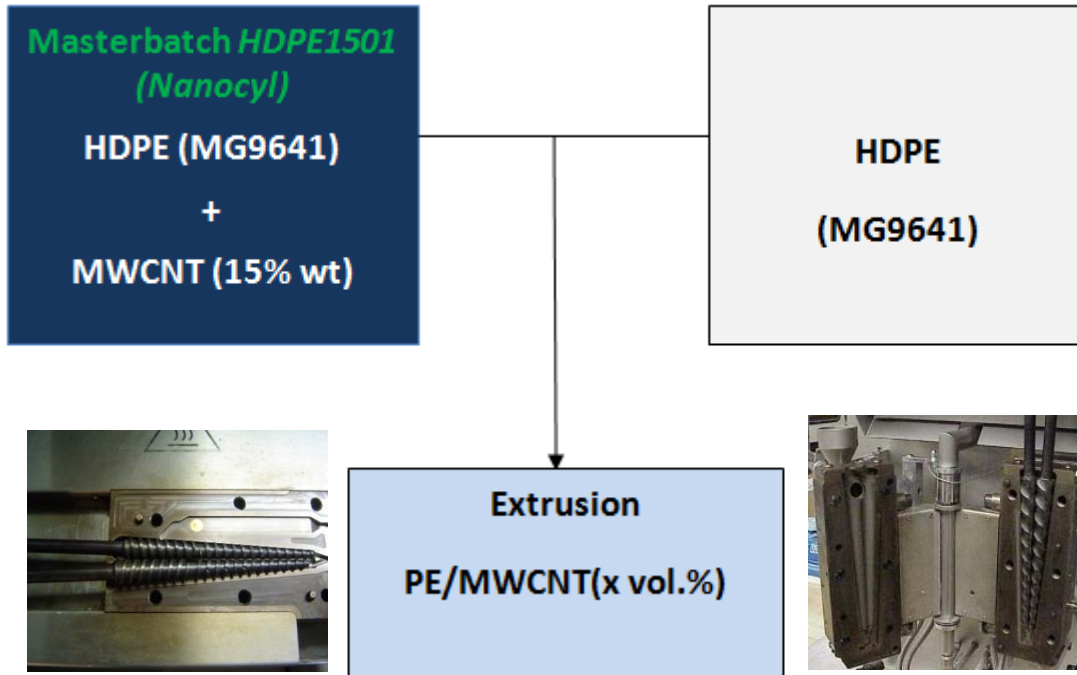 Masterbatch HDPE1501
(Nanocyl)
HDPE (MG9641)
+
MWCNT (15% wt)
HDPE
(MG9641)
Extrusion
PE/MWCNT(x vol.%)